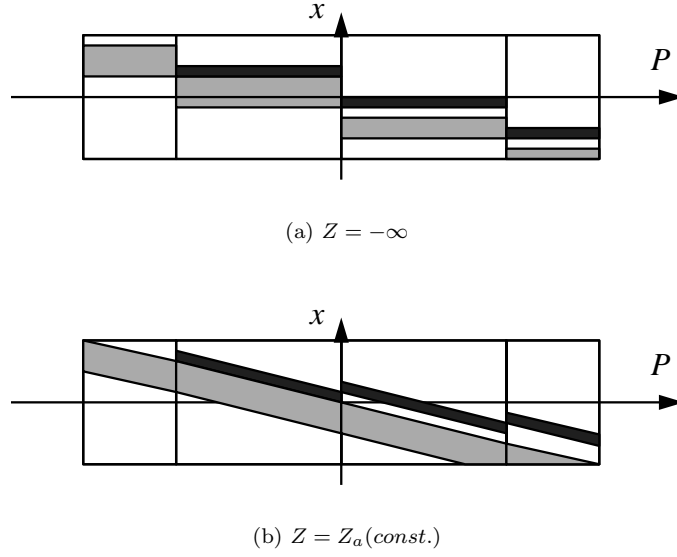 x
P
(a) Z = −∞
x
P
(b) Z = Z_a(const.)